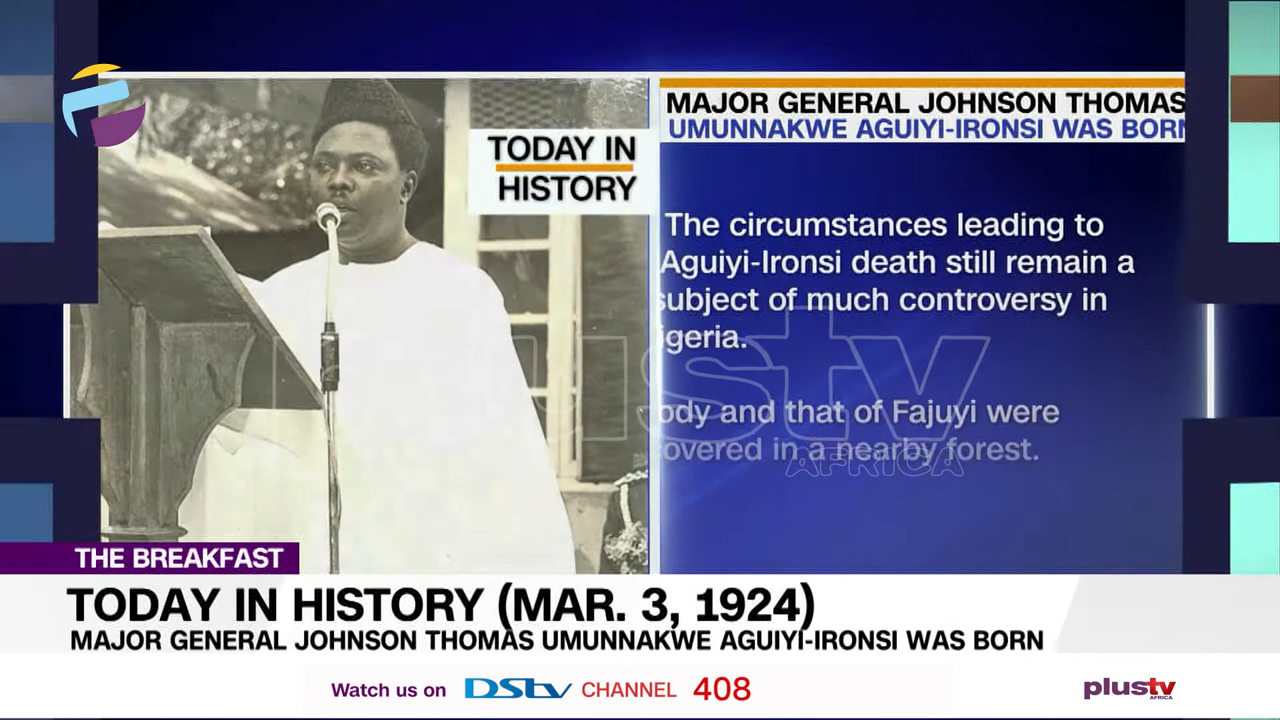 TODAY IN
HISTORY
MAJOR GENERAL JOHNSON THOMAS
UMUNNAKWE AGUIYI-IRONSI WAS BORN
The circumstances leading to
Aguiyi-Ironsi death still remain a
subject of much controversy in
igeria.
ody and that of Fajuyi were
overed in a nearby forest.
plustv
AFRICA
THE BREAKFAST
TODAY IN HISTORY (MAR. 3, 1924)
MAJOR GENERAL JOHNSON THOMAS UMUNNAKWE AGUIYI-IRONSI WAS BORN
Watch us on DStv CHANNEL 408
plustv
AFRICA